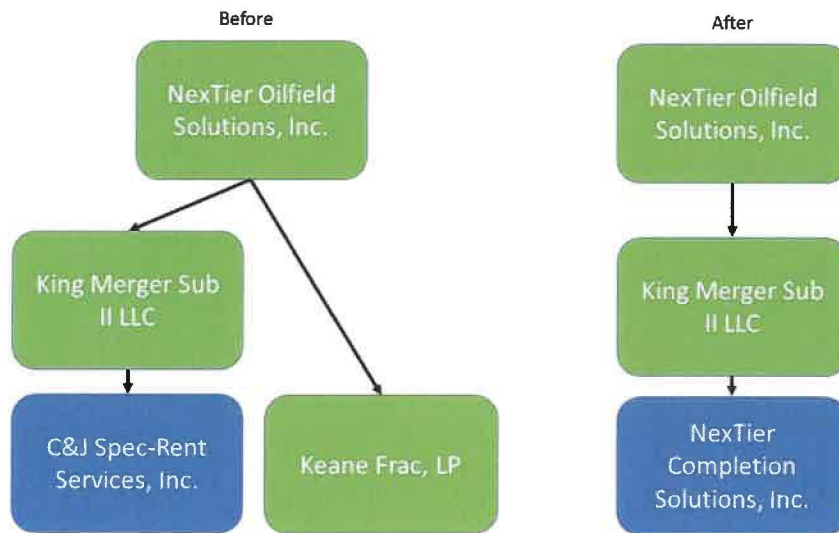 Before
NexTier Oilfield
Solutions, Inc.
King Merger Sub
II LLC
C&J Spec-Rent
Services, Inc.
Keane Frac, LP
After
NexTier Oilfield
Solutions, Inc.
King Merger Sub
II LLC
NexTier
Completion
Solutions, Inc.